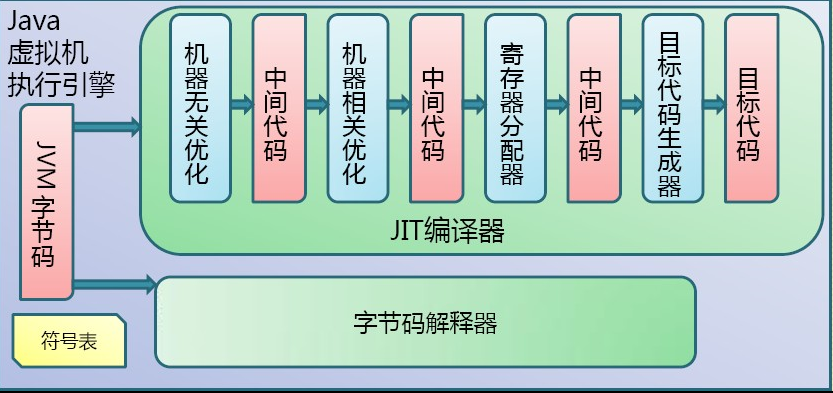 Java
虚拟机
执行引擎
JVM 字节码
符号表
机器无关优化
中间代码
机器相关优化
中间代码
寄存器分配器
中间代码
目标代码生成器
目标代码
JIT编译器
字节码解释器